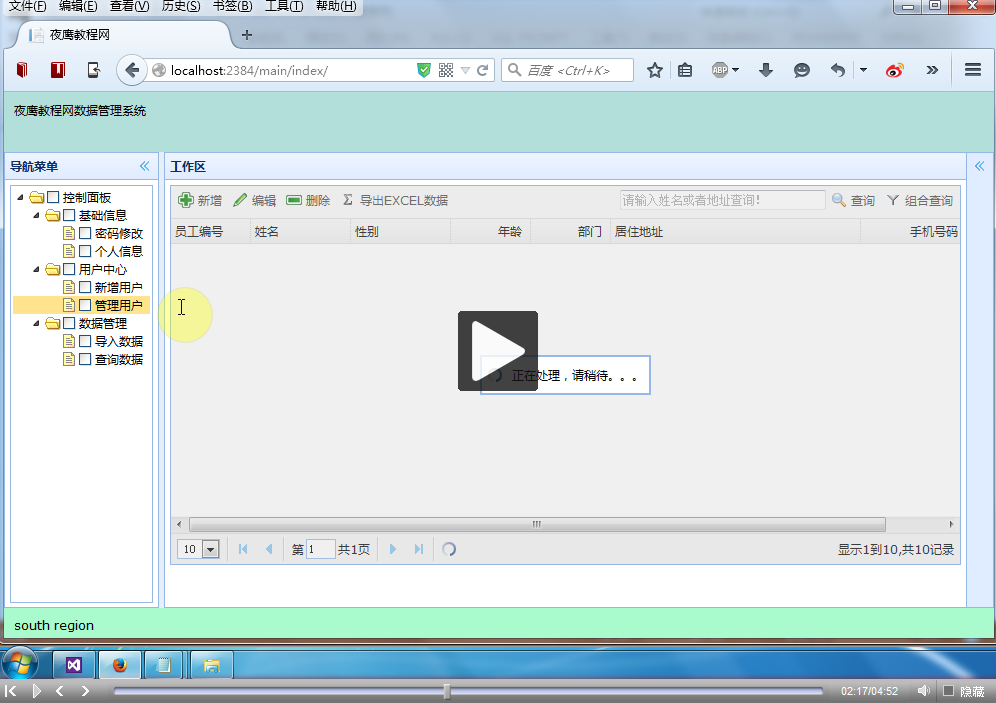 文件(F) 编辑(E) 查看(V) 历史(S) 书签(B) 工具(T) 帮助(H)
夜鹰教程网
localhost:2384/main/index/
百度 <Ctrl+K>
ABP
夜鹰教程网数据管理系统
导航菜单
工作区
控制面板
基础信息
密码修改
个人信息
用户中心
新增用户
管理用户
数据管理
导入数据
查询数据
新增 编辑 删除 Σ 导出EXCEL数据 请输入姓名或者地址查询! 查询 组合查询
员工编号 姓名 性别 年龄 部门 居住地址 手机号码
正在处理，请稍待。。。
10 第 1 共1页 显示1到10,共10记录
south region
02:17/04:52 隐藏